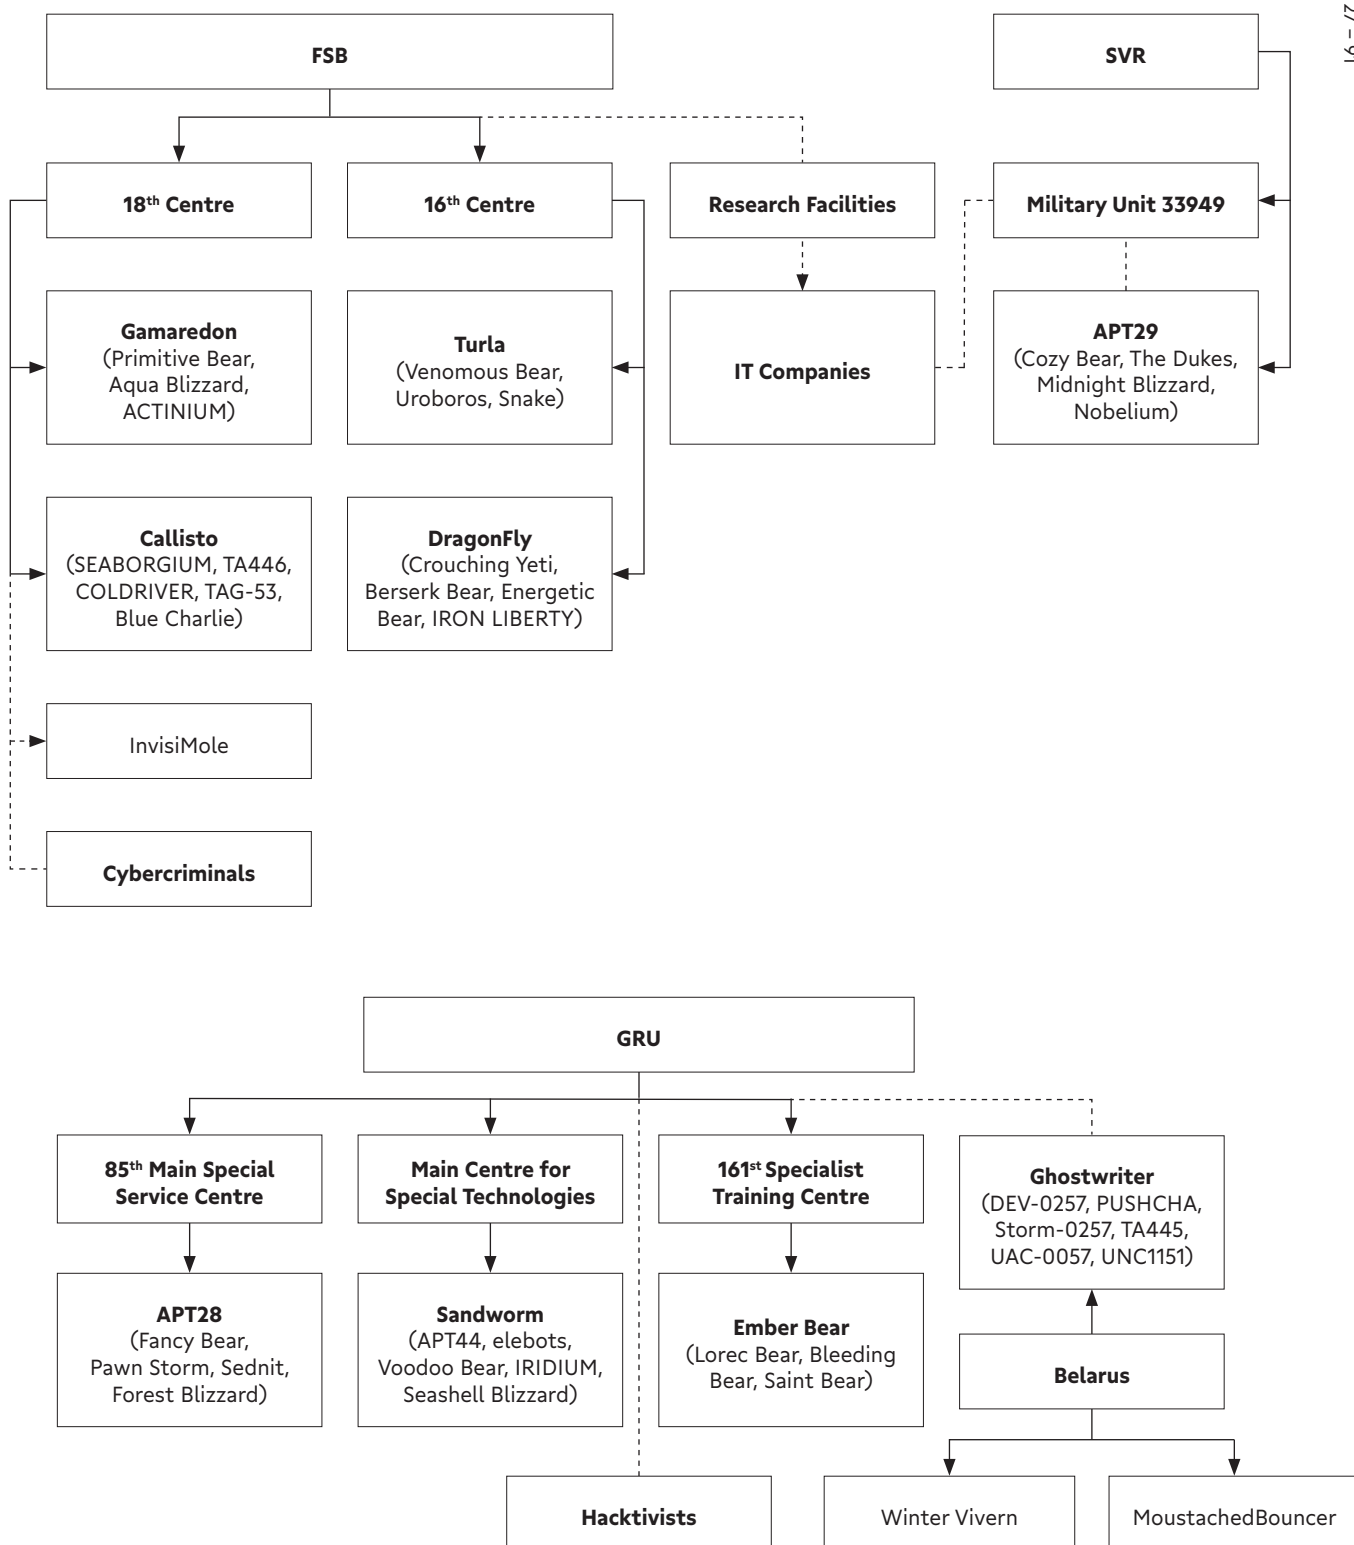 27 – 91
FSB
SVR
18th Centre
16th Centre
Research Facilities
Military Unit 33949
Gamaredon
(Primitive Bear,
Aqua Blizzard,
ACTINIUM)
Turla
(Venomous Bear,
Uroboros, Snake)
IT Companies
APT29
(Cozy Bear, The Dukes,
Midnight Blizzard,
Nobelium)
Callisto
(SEABORGIUM, TA446,
COLDRIVER, TAG-53,
Blue Charlie)
DragonFly
(Crouching Yeti,
Berserk Bear, Energetic
Bear, IRON LIBERTY)
InvisiMole
Cybercriminals
GRU
85th Main Special
Service Centre
Main Centre for
Special Technologies
161st Specialist
Training Centre
Ghostwriter
(DEV-0257, PUSHCHA,
Storm-0257, TA445,
UAC-0057, UNC1151)
APT28
(Fancy Bear,
Pawn Storm, Sednit,
Forest Blizzard)
Sandworm
(APT44, elebots,
Voodoo Bear, IRIDIUM,
Seashell Blizzard)
Ember Bear
(Lorec Bear, Bleeding
Bear, Saint Bear)
Belarus
Hacktivists
Winter Vivern
MoustachedBouncer